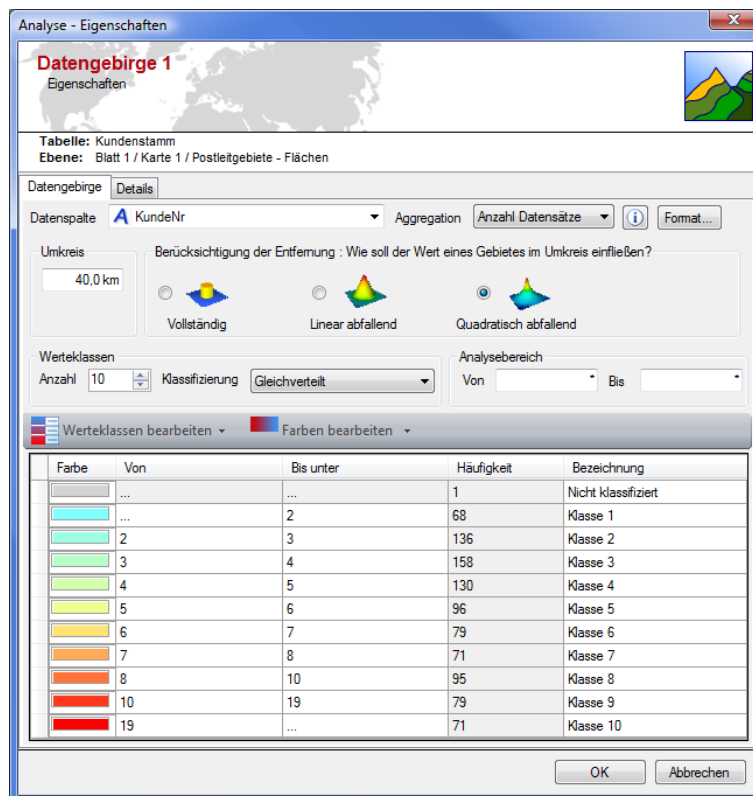 Analyse - Eigenschaften
Datengebirge 1
Eigenschaften
Tabelle: Kundenstamm
Ebene: Blatt 1 / Karte 1 / Postleitgebiete - Flächen
Datengebirge Details
Datenspalte A KundeNr Aggregation Anzahl Datensätze i Format...
Umkreis Berücksichtigung der Entfernung : Wie soll der Wert eines Gebietes im Umkreis einfließen?
40,0 km
Vollständig Linear abfallend Quadratisch abfallend
Werteklassen Analysebereich
Anzahl 10 Klassifizierung Gleichverteilt Von * Bis *
Werteklassen bearbeiten Farben bearbeiten
Farbe Von Bis unter Häufigkeit Bezeichnung
... ... 1 Nicht klassifiziert
... 2 68 Klasse 1
2 3 136 Klasse 2
3 4 158 Klasse 3
4 5 130 Klasse 4
5 6 96 Klasse 5
6 7 79 Klasse 6
7 8 71 Klasse 7
8 10 95 Klasse 8
10 19 79 Klasse 9
19 ... 71 Klasse 10
OK Abbrechen